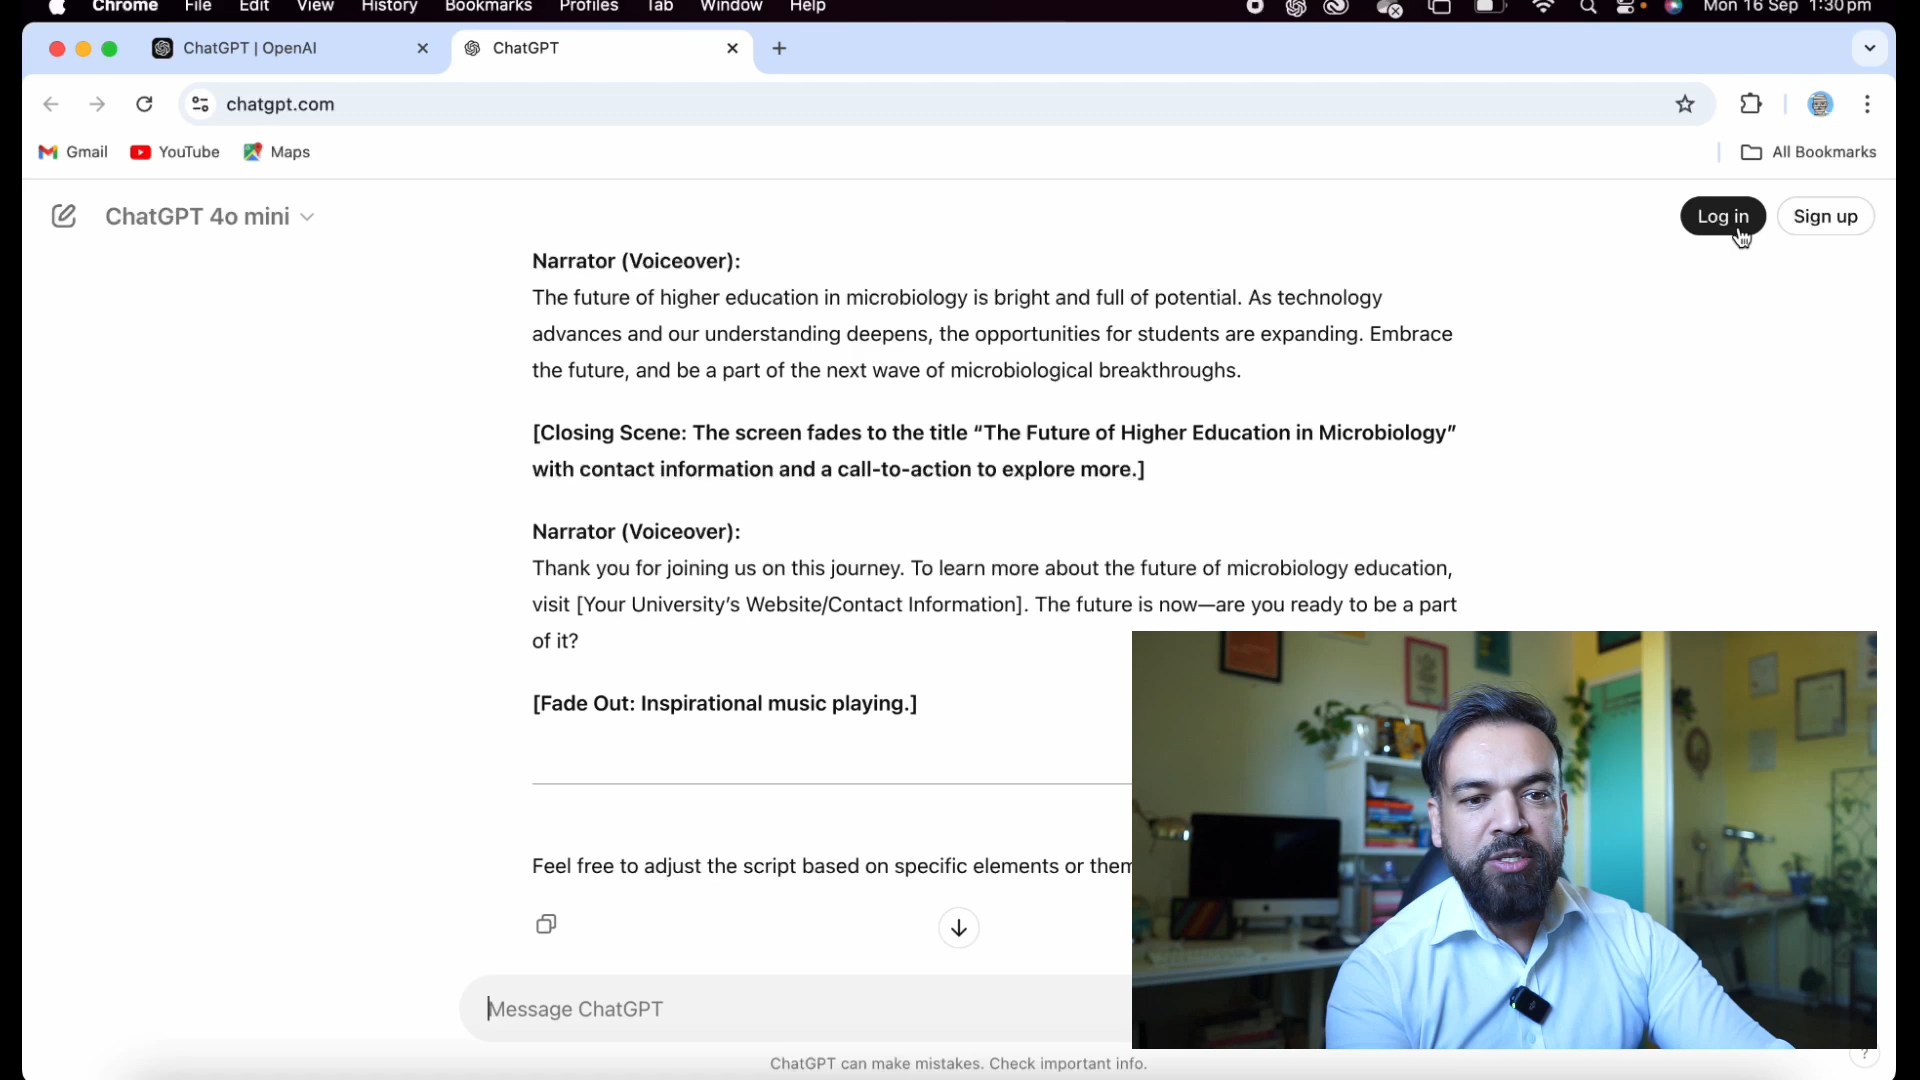 Chrome File Edit View History Bookmarks Profiles Tab Window Help Mon 16 Sep 1:30 pm
ChatGPT | OpenAI ChatGPT
chatgpt.com
Gmail YouTube Maps All Bookmarks
ChatGPT 4o mini Log in Sign up
Narrator (Voiceover):
The future of higher education in microbiology is bright and full of potential. As technology
advances and our understanding deepens, the opportunities for students are expanding. Embrace
the future, and be a part of the next wave of microbiological breakthroughs.
[Closing Scene: The screen fades to the title “The Future of Higher Education in Microbiology”
with contact information and a call-to-action to explore more.]
Narrator (Voiceover):
Thank you for joining us on this journey. To learn more about the future of microbiology education,
visit [Your University’s Website/Contact Information]. The future is now—are you ready to be a part
of it?
[Fade Out: Inspirational music playing.]
Feel free to adjust the script based on specific elements or
Message ChatGPT
ChatGPT can make mistakes. Check important info.
?